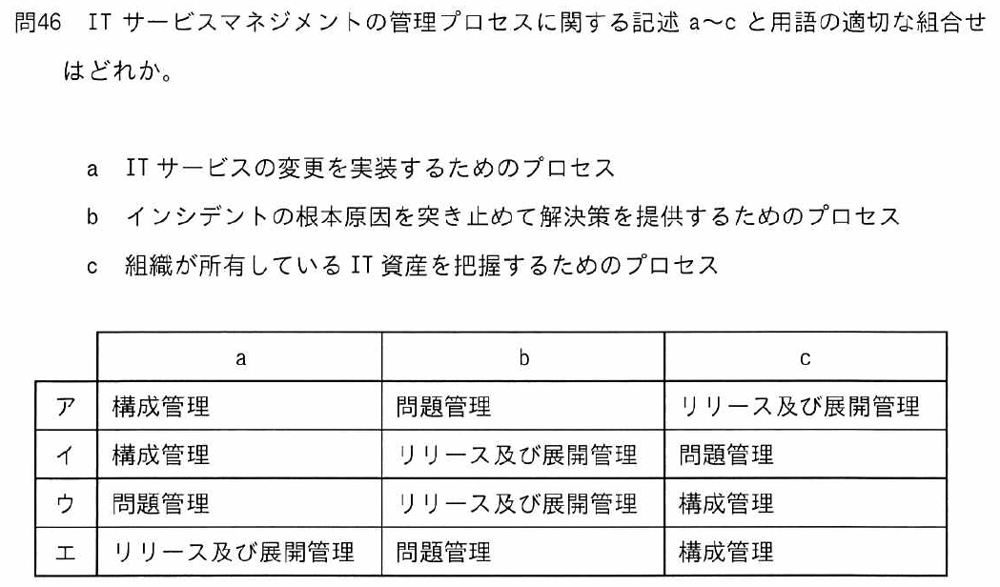 問46 IT サービスマネジメントの管理プロセスに関する記述 a～c と用語の適切な組合せ
はどれか。
a IT サービスの変更を実装するためのプロセス
b インシデントの根本原因を突き止めて解決策を提供するためのプロセス
c 組織が所有している IT 資産を把握するためのプロセス
a b c
ア 構成管理 問題管理 リリース及び展開管理
イ 構成管理 リリース及び展開管理 問題管理
ウ 問題管理 リリース及び展開管理 構成管理
エ リリース及び展開管理 問題管理 構成管理